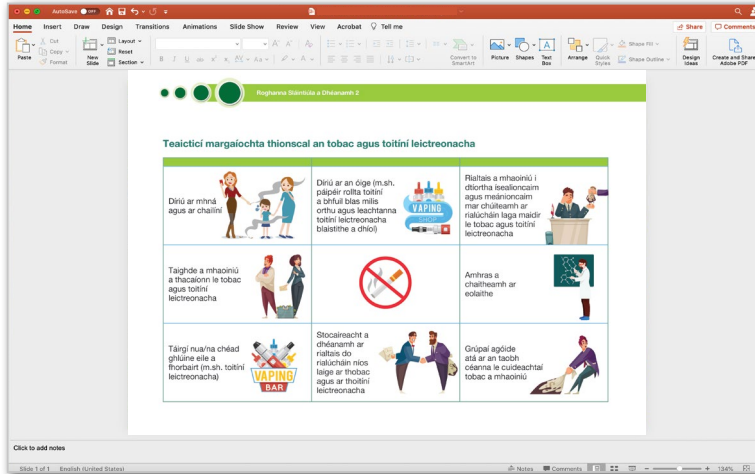 AutoSave OFF
Home Insert Draw Design Transitions Animations Slide Show Review View Acrobat Tell me
Share Comments
Paste
Cut
Copy
Format
New Slide
Layout
Reset
Section
Convert to SmartArt
Picture
Shapes
Text Box
Arrange
Quick Styles
Shape Fill
Shape Outline
Design Ideas
Create and Share Adobe PDF
Roghanna Sláintiúla a Dhéanamh 2
Teaicticí margaíochta thionscal an tobac agus toitíní leictreonacha
Díriú ar mhná
agus ar chailíní
Díriú ar an óige (m.sh.
páipéir rollta toitíní
a bhfuil blas milis
orthu agus leachtanna
toitíní leictreonacha
blaistithe a dhíol)
VAPING
SHOP
Rialtais a mhaoiniú i
dtíortha ísealioncaim
agus meánioncaim
mar chúiteamh ar
rialúcháin laga maidir
le tobac agus toitíní
leictreonacha
Taighde a mhaoiniú
a thacaíonn le tobac
agus toitíní
leictreonacha
Amhras a
chaitheamh ar
eolaithe
Táirgí nua/na chéad
ghlúine eile a
fhorbairt (m.sh. toitíní
leictreonacha)
VAPING
BAR
Stocaireacht a
dhéanamh ar
rialtais do
rialúcháin níos
laige ar thobac
agus ar thoitíní
leictreonacha
Grúpaí agóide
atá ar an taobh
céanna le cuideachtaí
tobac a mhaoiniú
Click to add notes
Slide 1 of 1 English (United States)
Notes Comments 134%